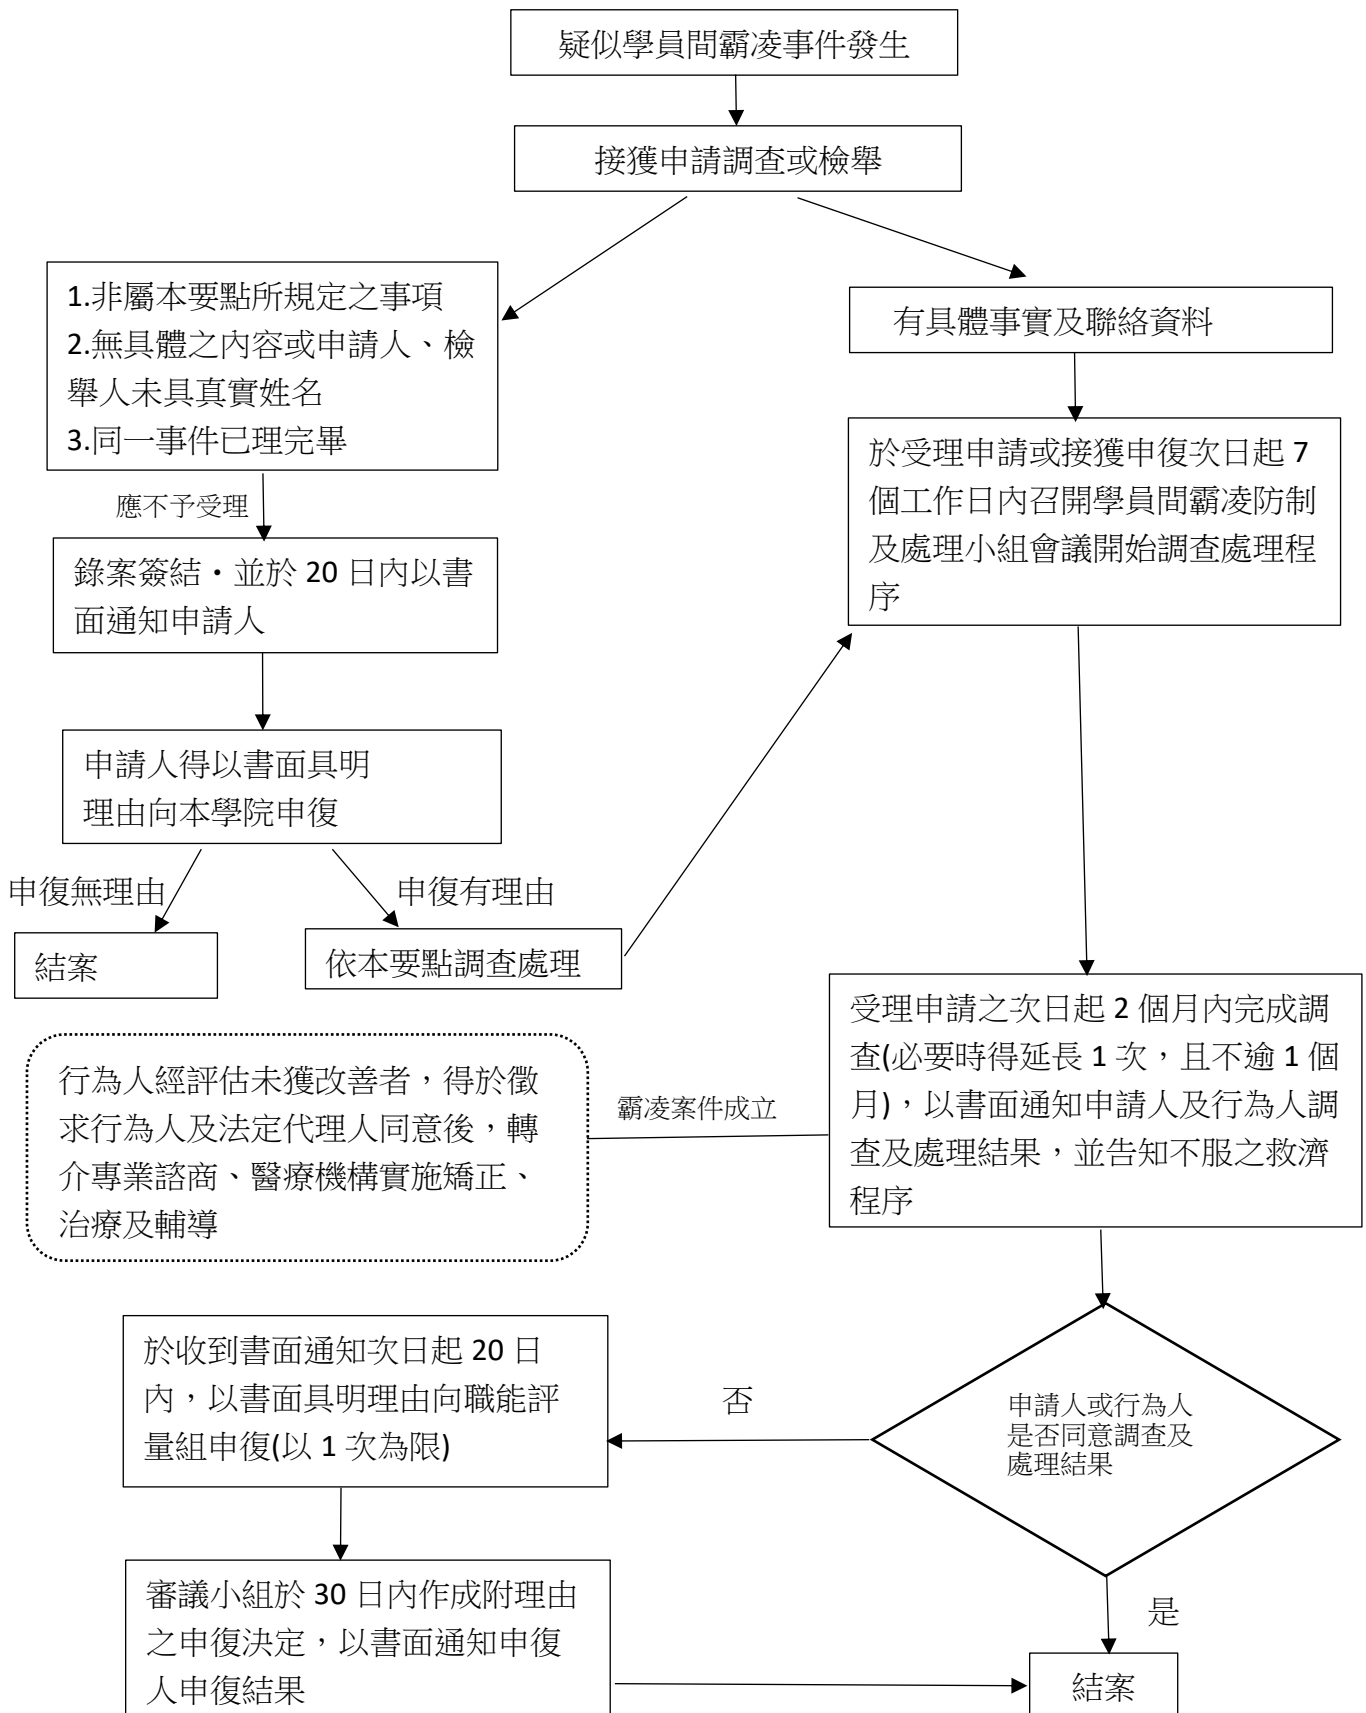 疑似學員間霸凌事件發生
接獲申請調查或檢舉
1.非屬本要點所規定之事項
2.無具體之內容或申請人、檢
舉人未具真實姓名
3.同一事件已理完畢
有具體事實及聯絡資料
於受理申請或接獲申復次日起 7
個工作日內召開學員間霸凌防制
及處理小組會議開始調查處理程
序
應不予受理
錄案簽結‧並於 20 日內以書
面通知申請人
申請人得以書面具明
理由向本學院申復
申復無理由
申復有理由
結案
依本要點調查處理
受理申請之次日起 2 個月內完成調
查(必要時得延長 1 次，且不逾 1 個
月)，以書面通知申請人及行為人調
查及處理結果，並告知不服之救濟
程序
霸凌案件成立
行為人經評估未獲改善者，得於徵
求行為人及法定代理人同意後，轉
介專業諮商、醫療機構實施矯正、
治療及輔導
申請人或行為人
是否同意調查及
處理結果
否
於收到書面通知次日起 20 日
內，以書面具明理由向職能評
量組申復(以 1 次為限)
審議小組於 30 日內作成附理由
之申復決定，以書面通知申復
人申復結果
是
結案